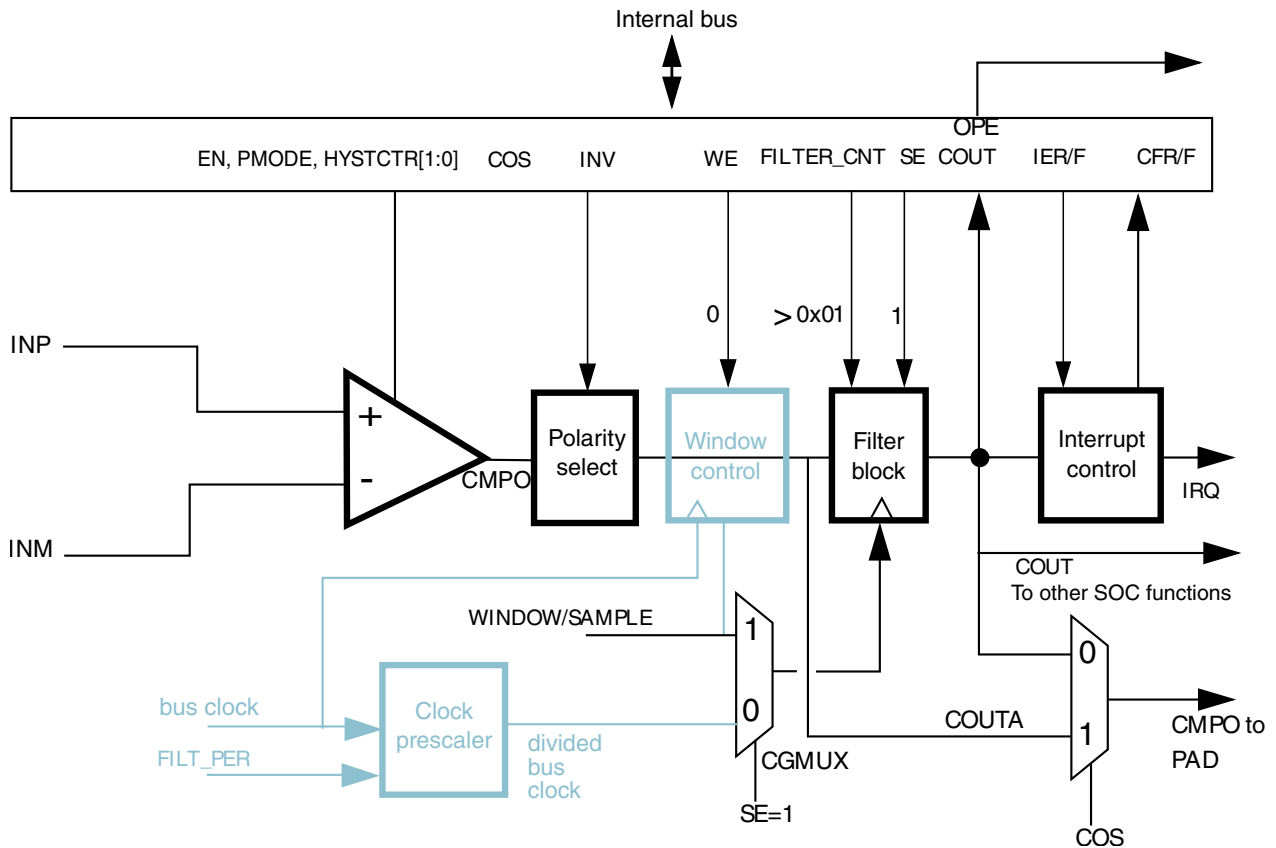 Internal bus
OPE
EN, PMODE, HYSTCTR[1:0] COS INV WE FILTER_CNT SE COUT IER/F CFR/F
0 > 0x01 1
INP
+
-
INM
CMPO
Polarity
select
Window
control
Filter
block
Interrupt
control
IRQ
COUT
To other SOC functions
WINDOW/SAMPLE
1
0
CGMUX
SE=1
bus clock
FILT_PER
Clock
prescaler
divided
bus
clock
COUTA
0
1
CMPO to
PAD
COS